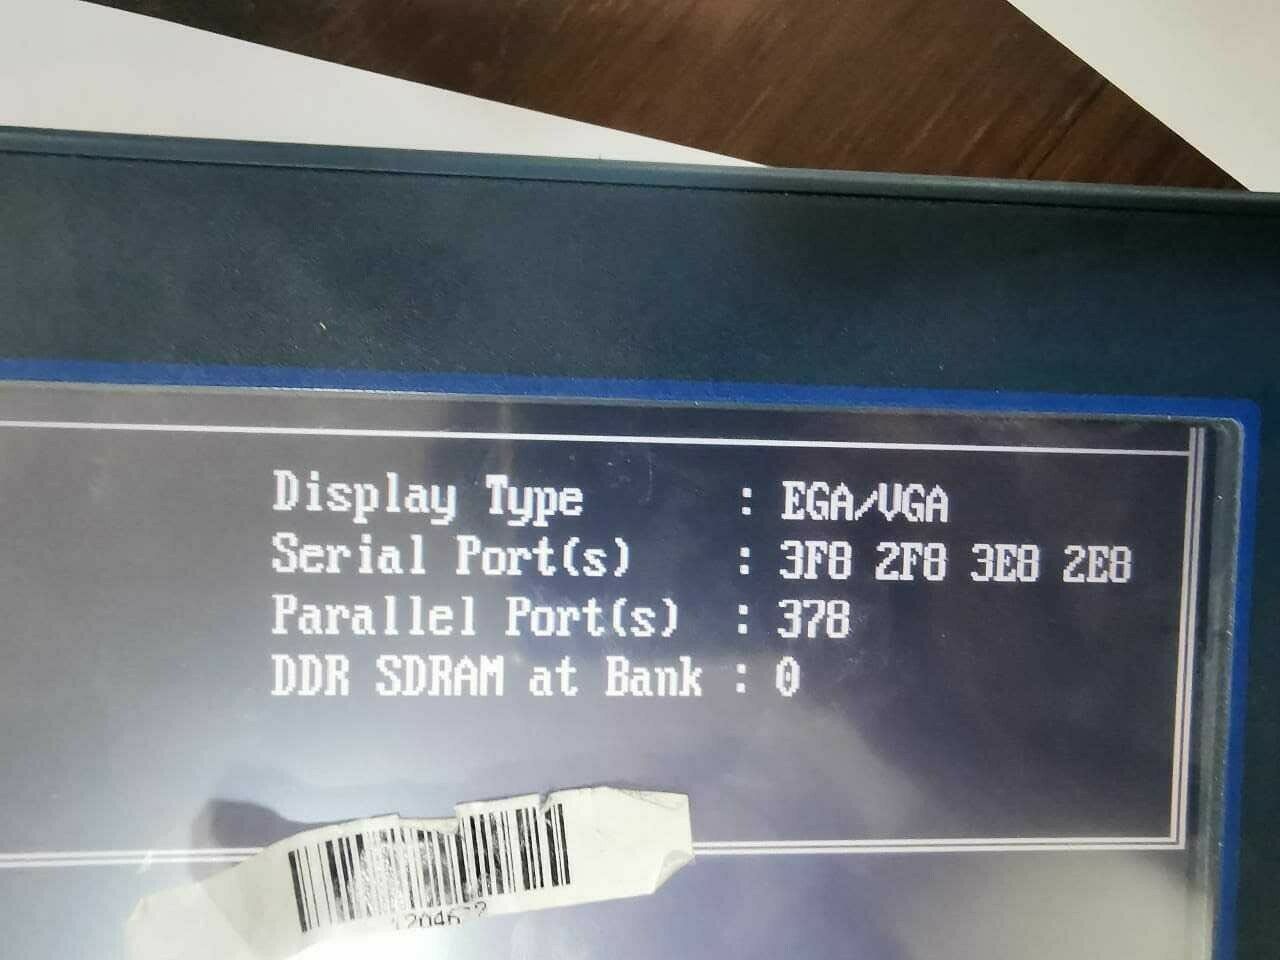 Display Type : EGA/VGA
Serial Port(s) : 3F8 2F8 3E8 2E8
Parallel Port(s) : 378
DDR SDRAM at Bank : 0